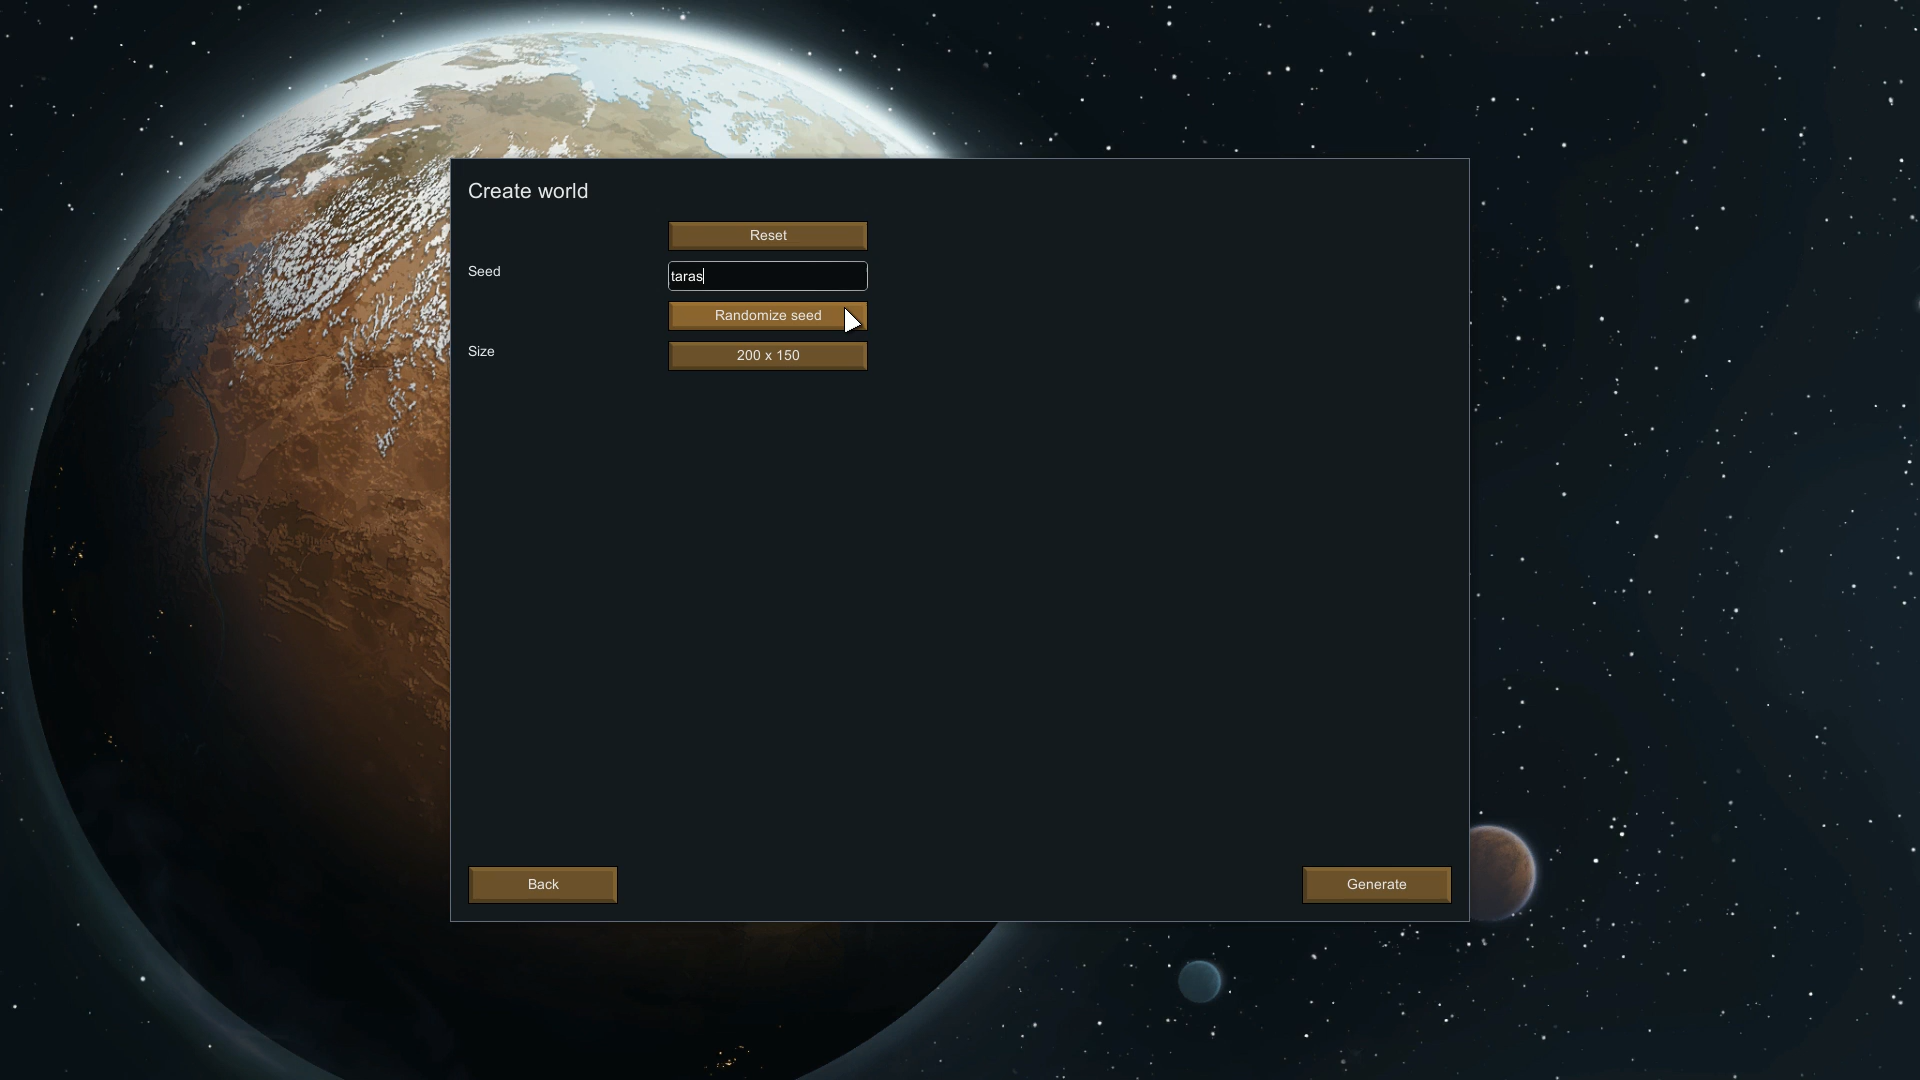 Create world
Reset
Seed
taras
Randomize seed
Size
200 x 150
Back
Generate